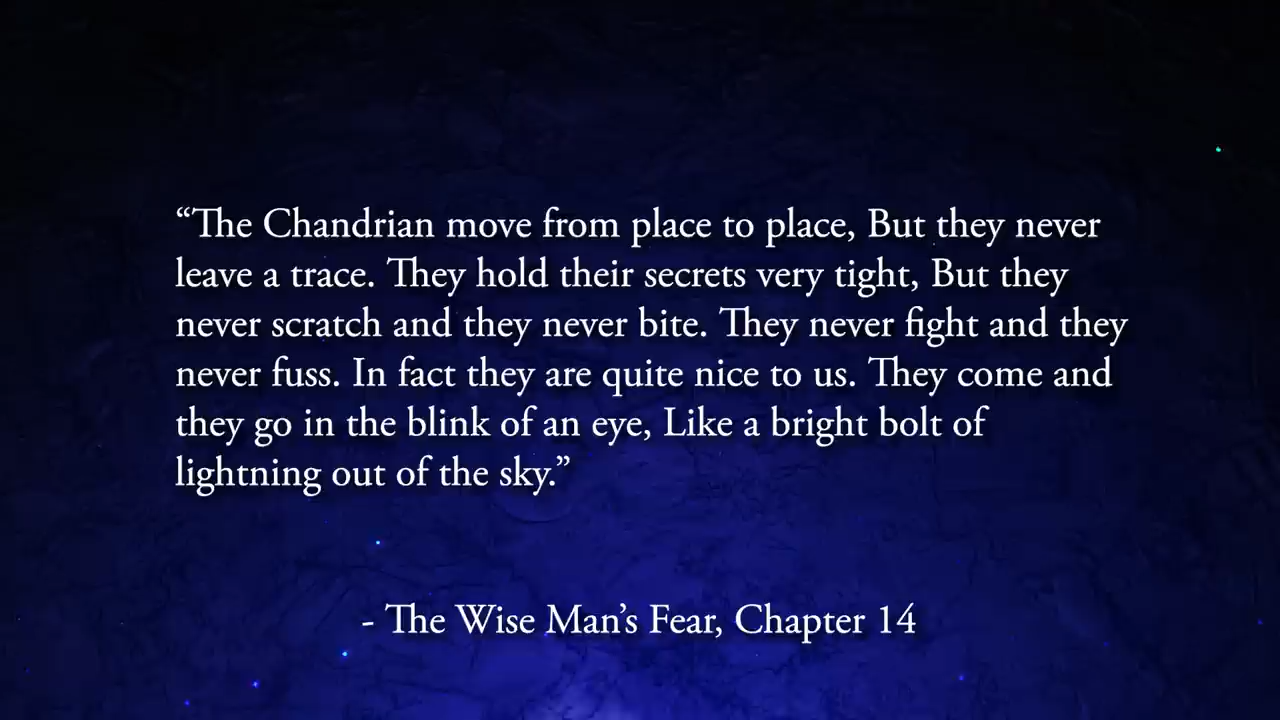 “The Chandrian move from place to place, But they never
leave a trace. They hold their secrets very tight, But they
never scratch and they never bite. They never fight and they
never fuss. In fact they are quite nice to us. They come and
they go in the blink of an eye, Like a bright bolt of
lightning out of the sky.”
- The Wise Man’s Fear, Chapter 14